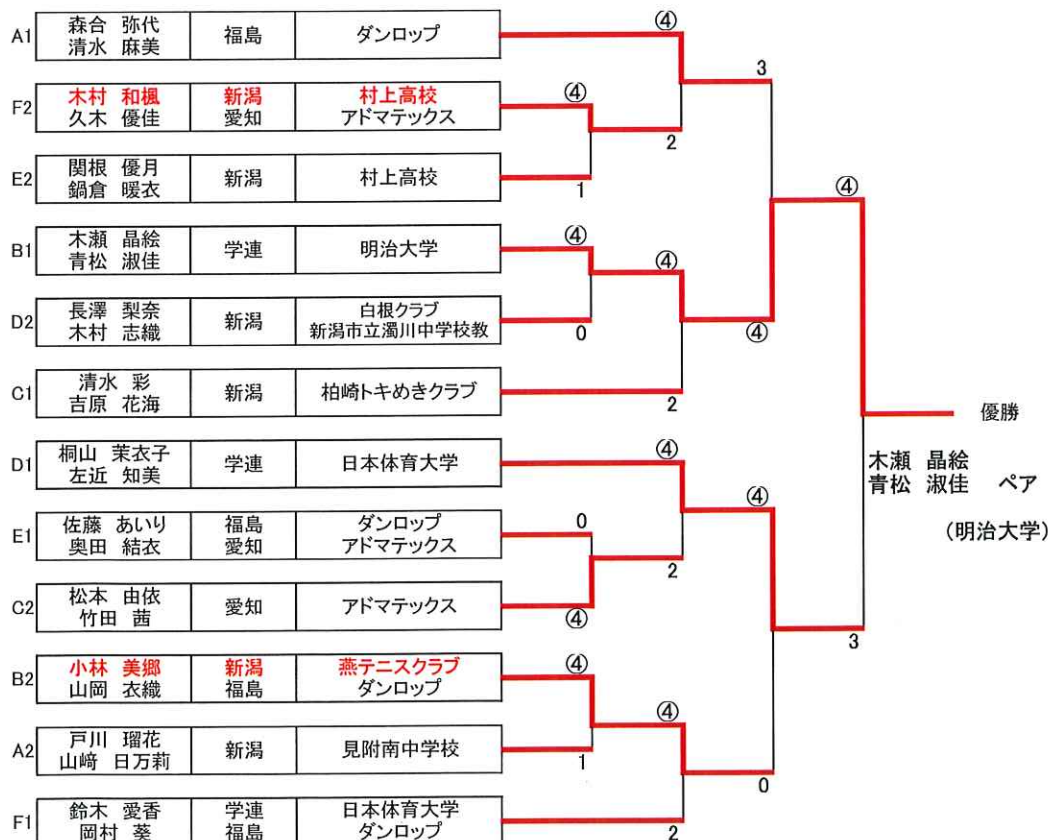 A1 森合 弥代 清水 麻美 福島 ダンロップ ④
3
F2 木村 和楓 久木 優佳 新潟 愛知 村上高校 アドマテックス ④
2
E2 関根 優月 鍋倉 暖衣 新潟 村上高校 1
④
B1 木瀬 晶絵 青松 淑佳 学連 明治大学 ④
④
D2 長澤 梨奈 木村 志織 新潟 白根クラブ 新潟市立濁川中学校教 0
④
C1 清水 彩 吉原 花海 新潟 柏崎トキめきクラブ 2
優勝
木瀬 晶絵
青松 淑佳 ペア
(明治大学)
D1 桐山 茉衣子 左近 知美 学連 日本体育大学 ④
④
E1 佐藤 あいり 奥田 結衣 福島 愛知 ダンロップ アドマテックス 0
2
C2 松本 由依 竹田 茜 愛知 アドマテックス ④
3
B2 小林 美郷 山岡 衣織 新潟 福島 燕テニスクラブ ダンロップ ④
④
A2 戸川 瑠花 山﨑 日万莉 新潟 見附南中学校 1
0
F1 鈴木 愛香 岡村 葵 学連 福島 日本体育大学 ダンロップ 2